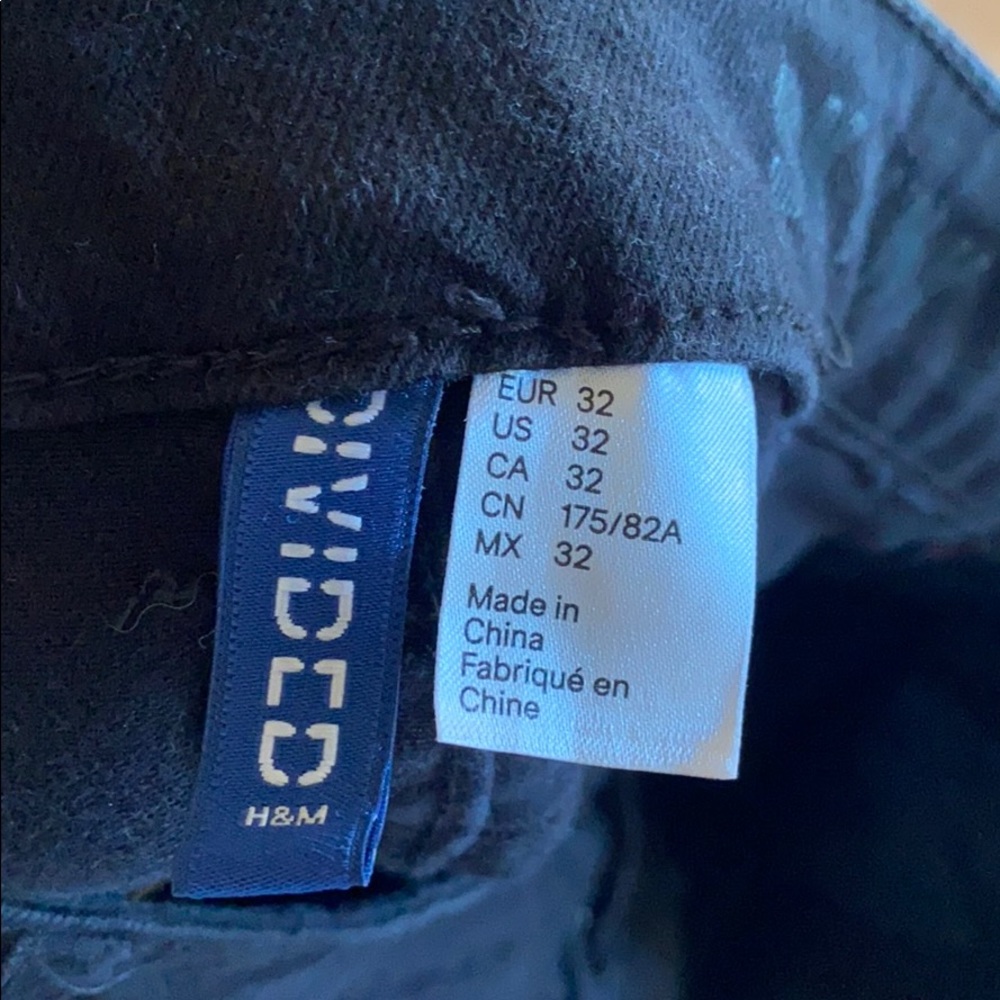 DIVIDED
H&M
EUR 32
US 32
CA 32
CN 175/82A
MX 32
Made in
China
Fabriqué en
Chine